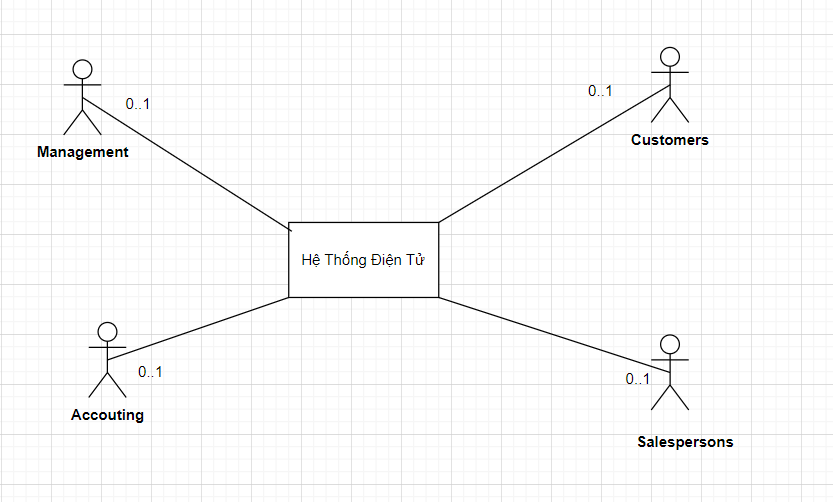 0..1
0..1
Management
Customers
Hệ Thống Điện Tử
0..1
0..1
Accouting
Salespersons